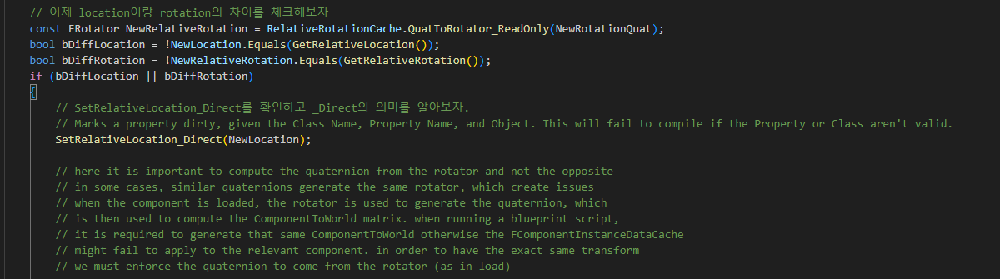 // 이제 location이랑 rotation의 차이를 체크해보자
const FRotator NewRelativeRotation = RelativeRotationCache.QuatToRotator_ReadOnly(NewRotationQuat);
bool bDiffLocation = !NewLocation.Equals(GetRelativeLocation());
bool bDiffRotation = !NewRelativeRotation.Equals(GetRelativeRotation());
if (bDiffLocation || bDiffRotation)
{
// SetRelativeLocation_Direct를 확인하고 _Direct의 의미를 알아보자.
// Marks a property dirty, given the Class Name, Property Name, and Object. This will fail to compile if the Property or Class aren't valid.
SetRelativeLocation_Direct(NewLocation);
// here it is important to compute the quaternion from the rotator and not the opposite
// in some cases, similar quaternions generate the same rotator, which create issues
// when the component is loaded, the rotator is used to generate the quaternion, which
// is then used to compute the ComponentToWorld matrix. when running a blueprint script,
// it is required to generate that same ComponentToWorld otherwise the FComponentInstanceDataCache
// might fail to apply to the relevant component. in order to have the exact same transform
// we must enforce the quaternion to come from the rotator (as in load)